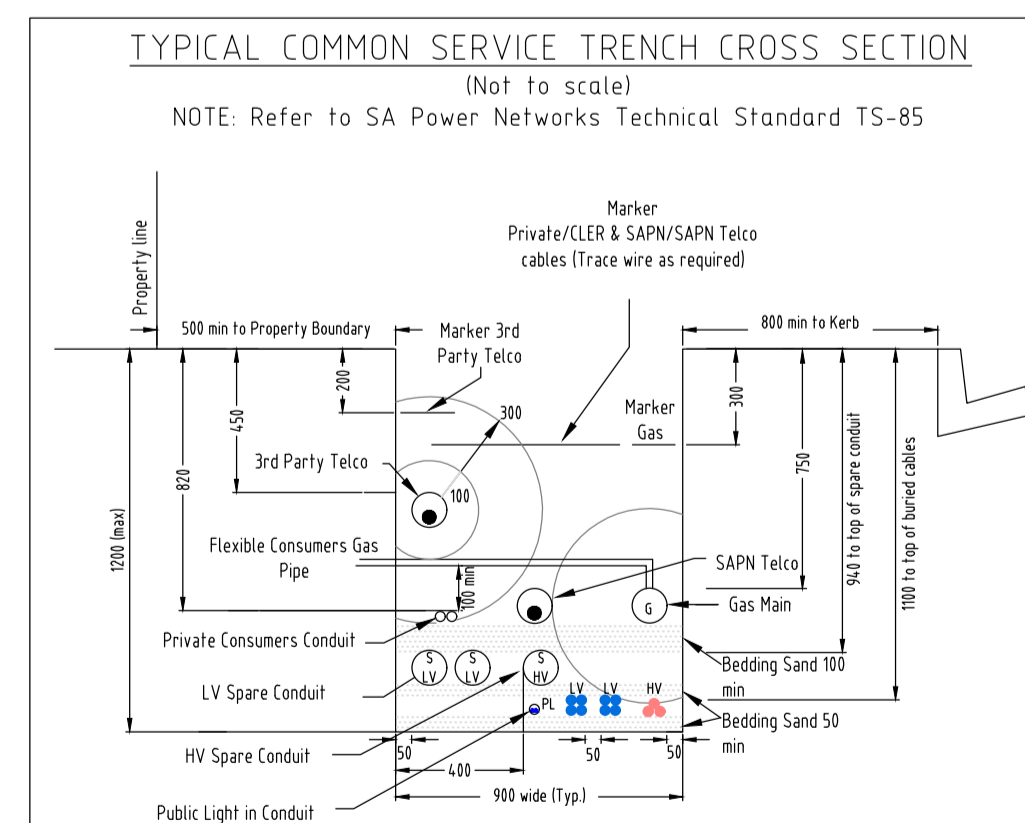 TYPICAL COMMON SERVICE TRENCH CROSS SECTION
(Not to scale)
NOTE: Refer to SA Power Networks Technical Standard TS-85
Property line
Marker
Private/CLER & SAPN/SAPN Telco
cables (Trace wire as required)
500 min to Property Boundary
Marker 3rd
Party Telco
800 min to Kerb
200
300
450
820
1200 (max)
3rd Party Telco
100
Marker
Gas
300
750
940 to top of spare conduit
1100 to top of buried cables
Flexible Consumers Gas
Pipe
100 min
SAPN Telco
G
Gas Main
Private Consumers Conduit
S
LV
S
LV
S
HV
Bedding Sand 100
min
LV Spare Conduit
PL
LV
LV
HV
Bedding Sand 50
min
HV Spare Conduit
50
50
50
400
900 wide (Typ.)
Public Light in Conduit